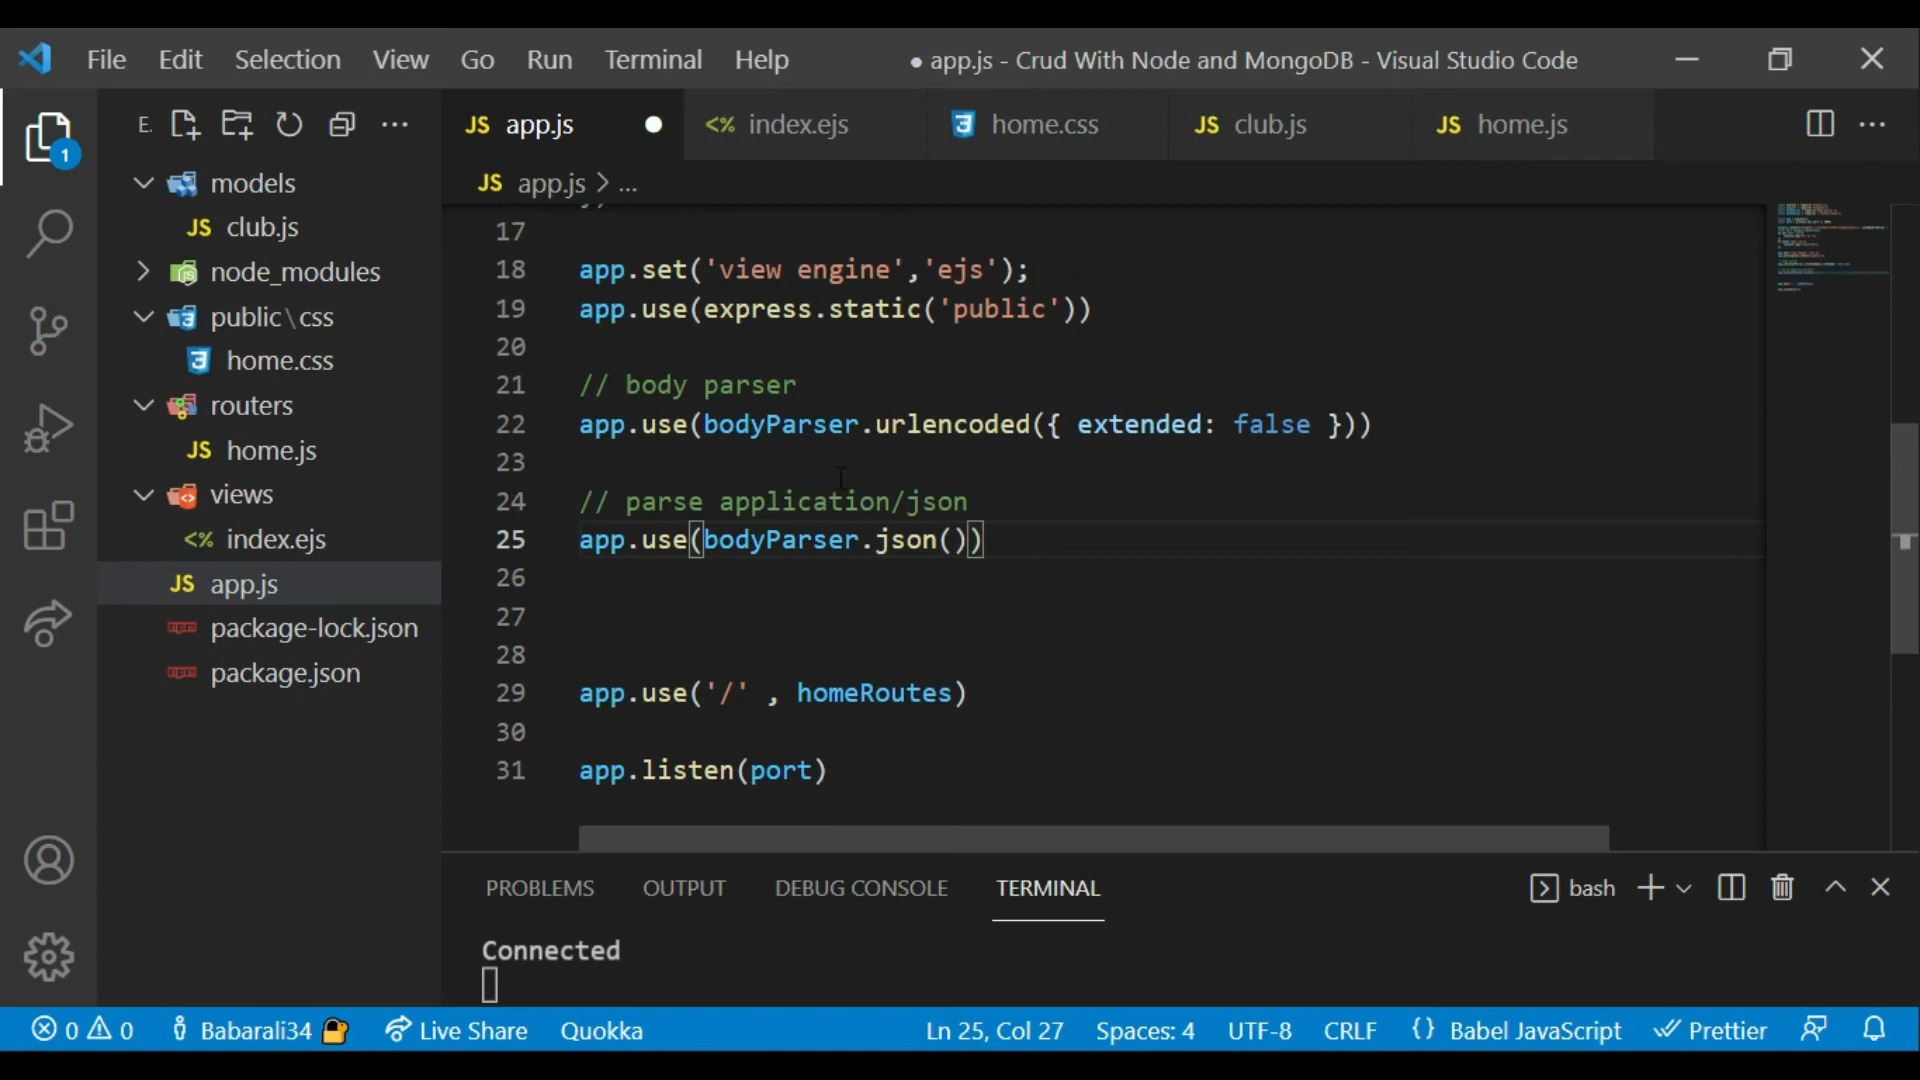 File Edit Selection View Go Run Terminal Help ● app.js - Crud With Node and MongoDB - Visual Studio Code
E.
JS app.js
<% index.ejs
3 home.css
JS club.js
JS home.js
JS app.js > ...
1
models
JS club.js
node_modules
public\css
3 home.css
routers
JS home.js
views
<% index.ejs
JS app.js
npm package-lock.json
npm package.json
17
18 app.set('view engine','ejs');
19 app.use(express.static('public'))
20
21 // body parser
22 app.use(bodyParser.urlencoded({ extended: false }))
23
24 // parse application/json
25 app.use(bodyParser.json())
26
27
28
29 app.use('/' , homeRoutes)
30
31 app.listen(port)
PROBLEMS OUTPUT DEBUG CONSOLE TERMINAL bash
Connected
0 0 Babarali34 Live Share Quokka Ln 25, Col 27 Spaces: 4 UTF-8 CRLF {} Babel JavaScript Prettier